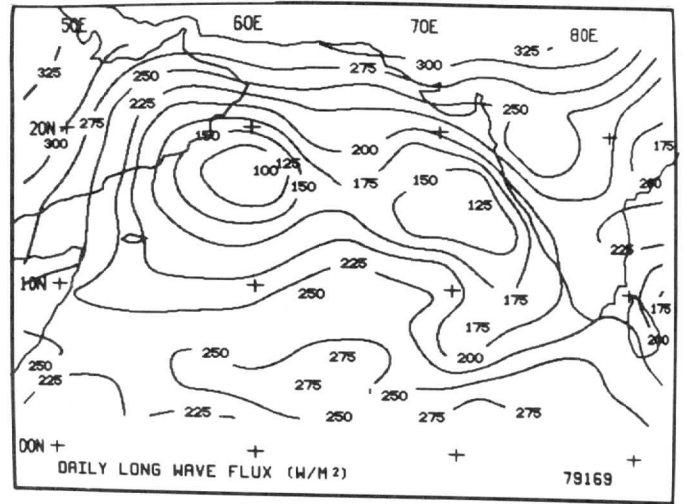 50E 60E 70E 80E
325 250 275 300 325
225 250
20N 275 150 200 175
300 100 125 150 175 150 200
125
225
225
10N 250 175 175
175 200
250 250 275 200
225 275 250
225 250 275 275
00N
DAILY LONG WAVE FLUX (W/M2) 79169